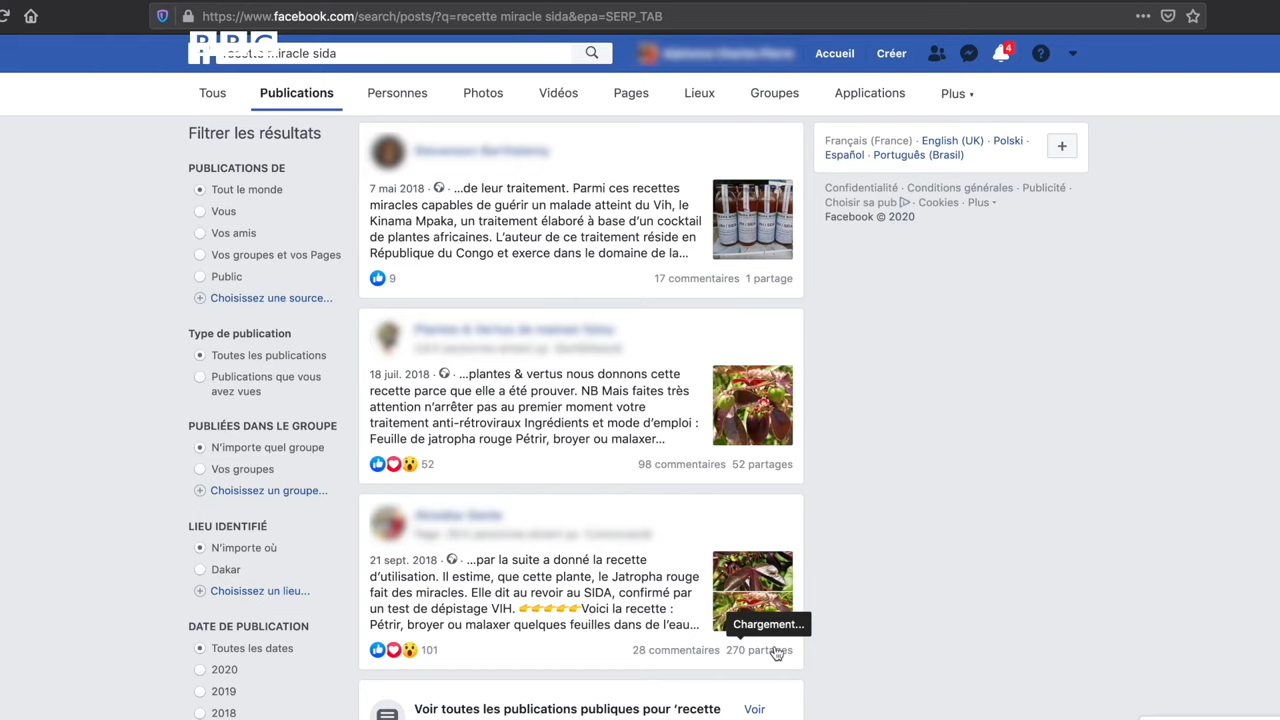 https://www.facebook.com/search/posts/?q=recette miracle sida&epa=SERP_TAB
BBC
recette miracle sida
Accueil
Créer
4
Tous
Publications
Personnes
Photos
Vidéos
Pages
Lieux
Groupes
Applications
Plus
Filtrer les résultats
PUBLICATIONS DE
Tout le monde
Vous
Vos amis
Vos groupes et vos Pages
Public
Choisissez une source...
Type de publication
Toutes les publications
Publications que vous
avez vues
PUBLIÉES DANS LE GROUPE
N'importe quel groupe
Vos groupes
Choisissez un groupe...
LIEU IDENTIFIÉ
N'importe où
Dakar
Choisissez un lieu...
DATE DE PUBLICATION
Toutes les dates
2020
2019
2018
7 mai 2018 · ...de leur traitement. Parmi ces recettes
miracles capables de guérir un malade atteint du Vih, le
Kinama Mpaka, un traitement élaboré à base d'un cocktail
de plantes africaines. L'auteur de ce traitement réside en
République du Congo et exerce dans le domaine de la...
9
17 commentaires 1 partage
18 juil. 2018 · ...plantes & vertus nous donnons cette
recette parce que elle a été prouver. NB Mais faites très
attention n'arrêter pas au premier moment votre
traitement anti-rétroviraux Ingrédients et mode d'emploi :
Feuille de jatropha rouge Pétrir, broyer ou malaxer...
52
98 commentaires 52 partages
21 sept. 2018 · ...par la suite a donné la recette
d'utilisation. Il estime, que cette plante, le Jatropha rouge
fait des miracles. Elle dit au revoir au SIDA, confirmé par
un test de dépistage VIH. 👉👉👉👉👉Voici la recette :
Pétrir, broyer ou malaxer quelques feuilles dans de l'eau...
Chargement...
101
28 commentaires 270 partages
Voir toutes les publications publiques pour 'recette
Voir
Français (France) · English (UK) · Polski ·
Español · Português (Brasil)
Confidentialité · Conditions générales · Publicité ·
Choisir sa pub · Cookies · Plus
Facebook © 2020